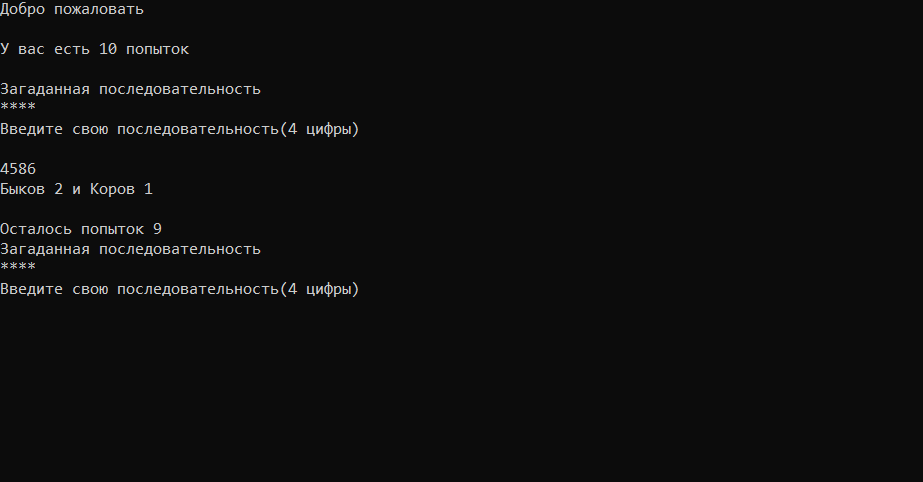 Добро пожаловать
У вас есть 10 попыток
Загаданная последовательность
****
Введите свою последовательность(4 цифры)
4586
Быков 2 и Коров 1
Осталось попыток 9
Загаданная последовательность
****
Введите свою последовательность(4 цифры)